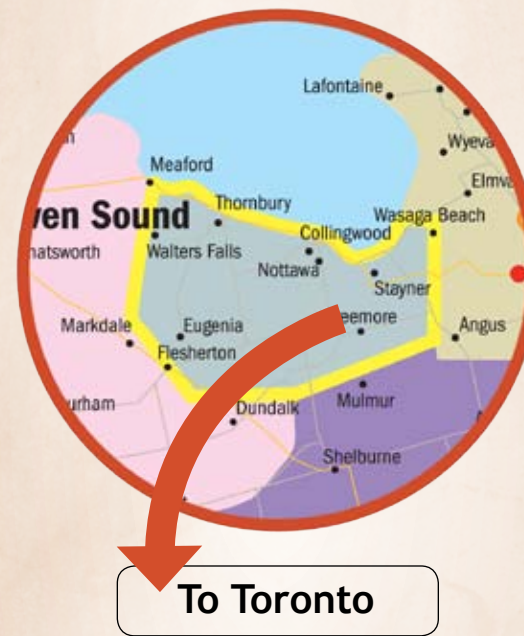 Lafontaine
Wyeva
Elmva
Meaford
ven Sound
Thornbury
Wasaga Beach
Collingwood
natsworth
Walters Falls
Nottawa
Stayner
eemore
Markdale
Eugenia
Angus
Flesherton
urham
Dundalk
Mulmur
Shelburne
To Toronto